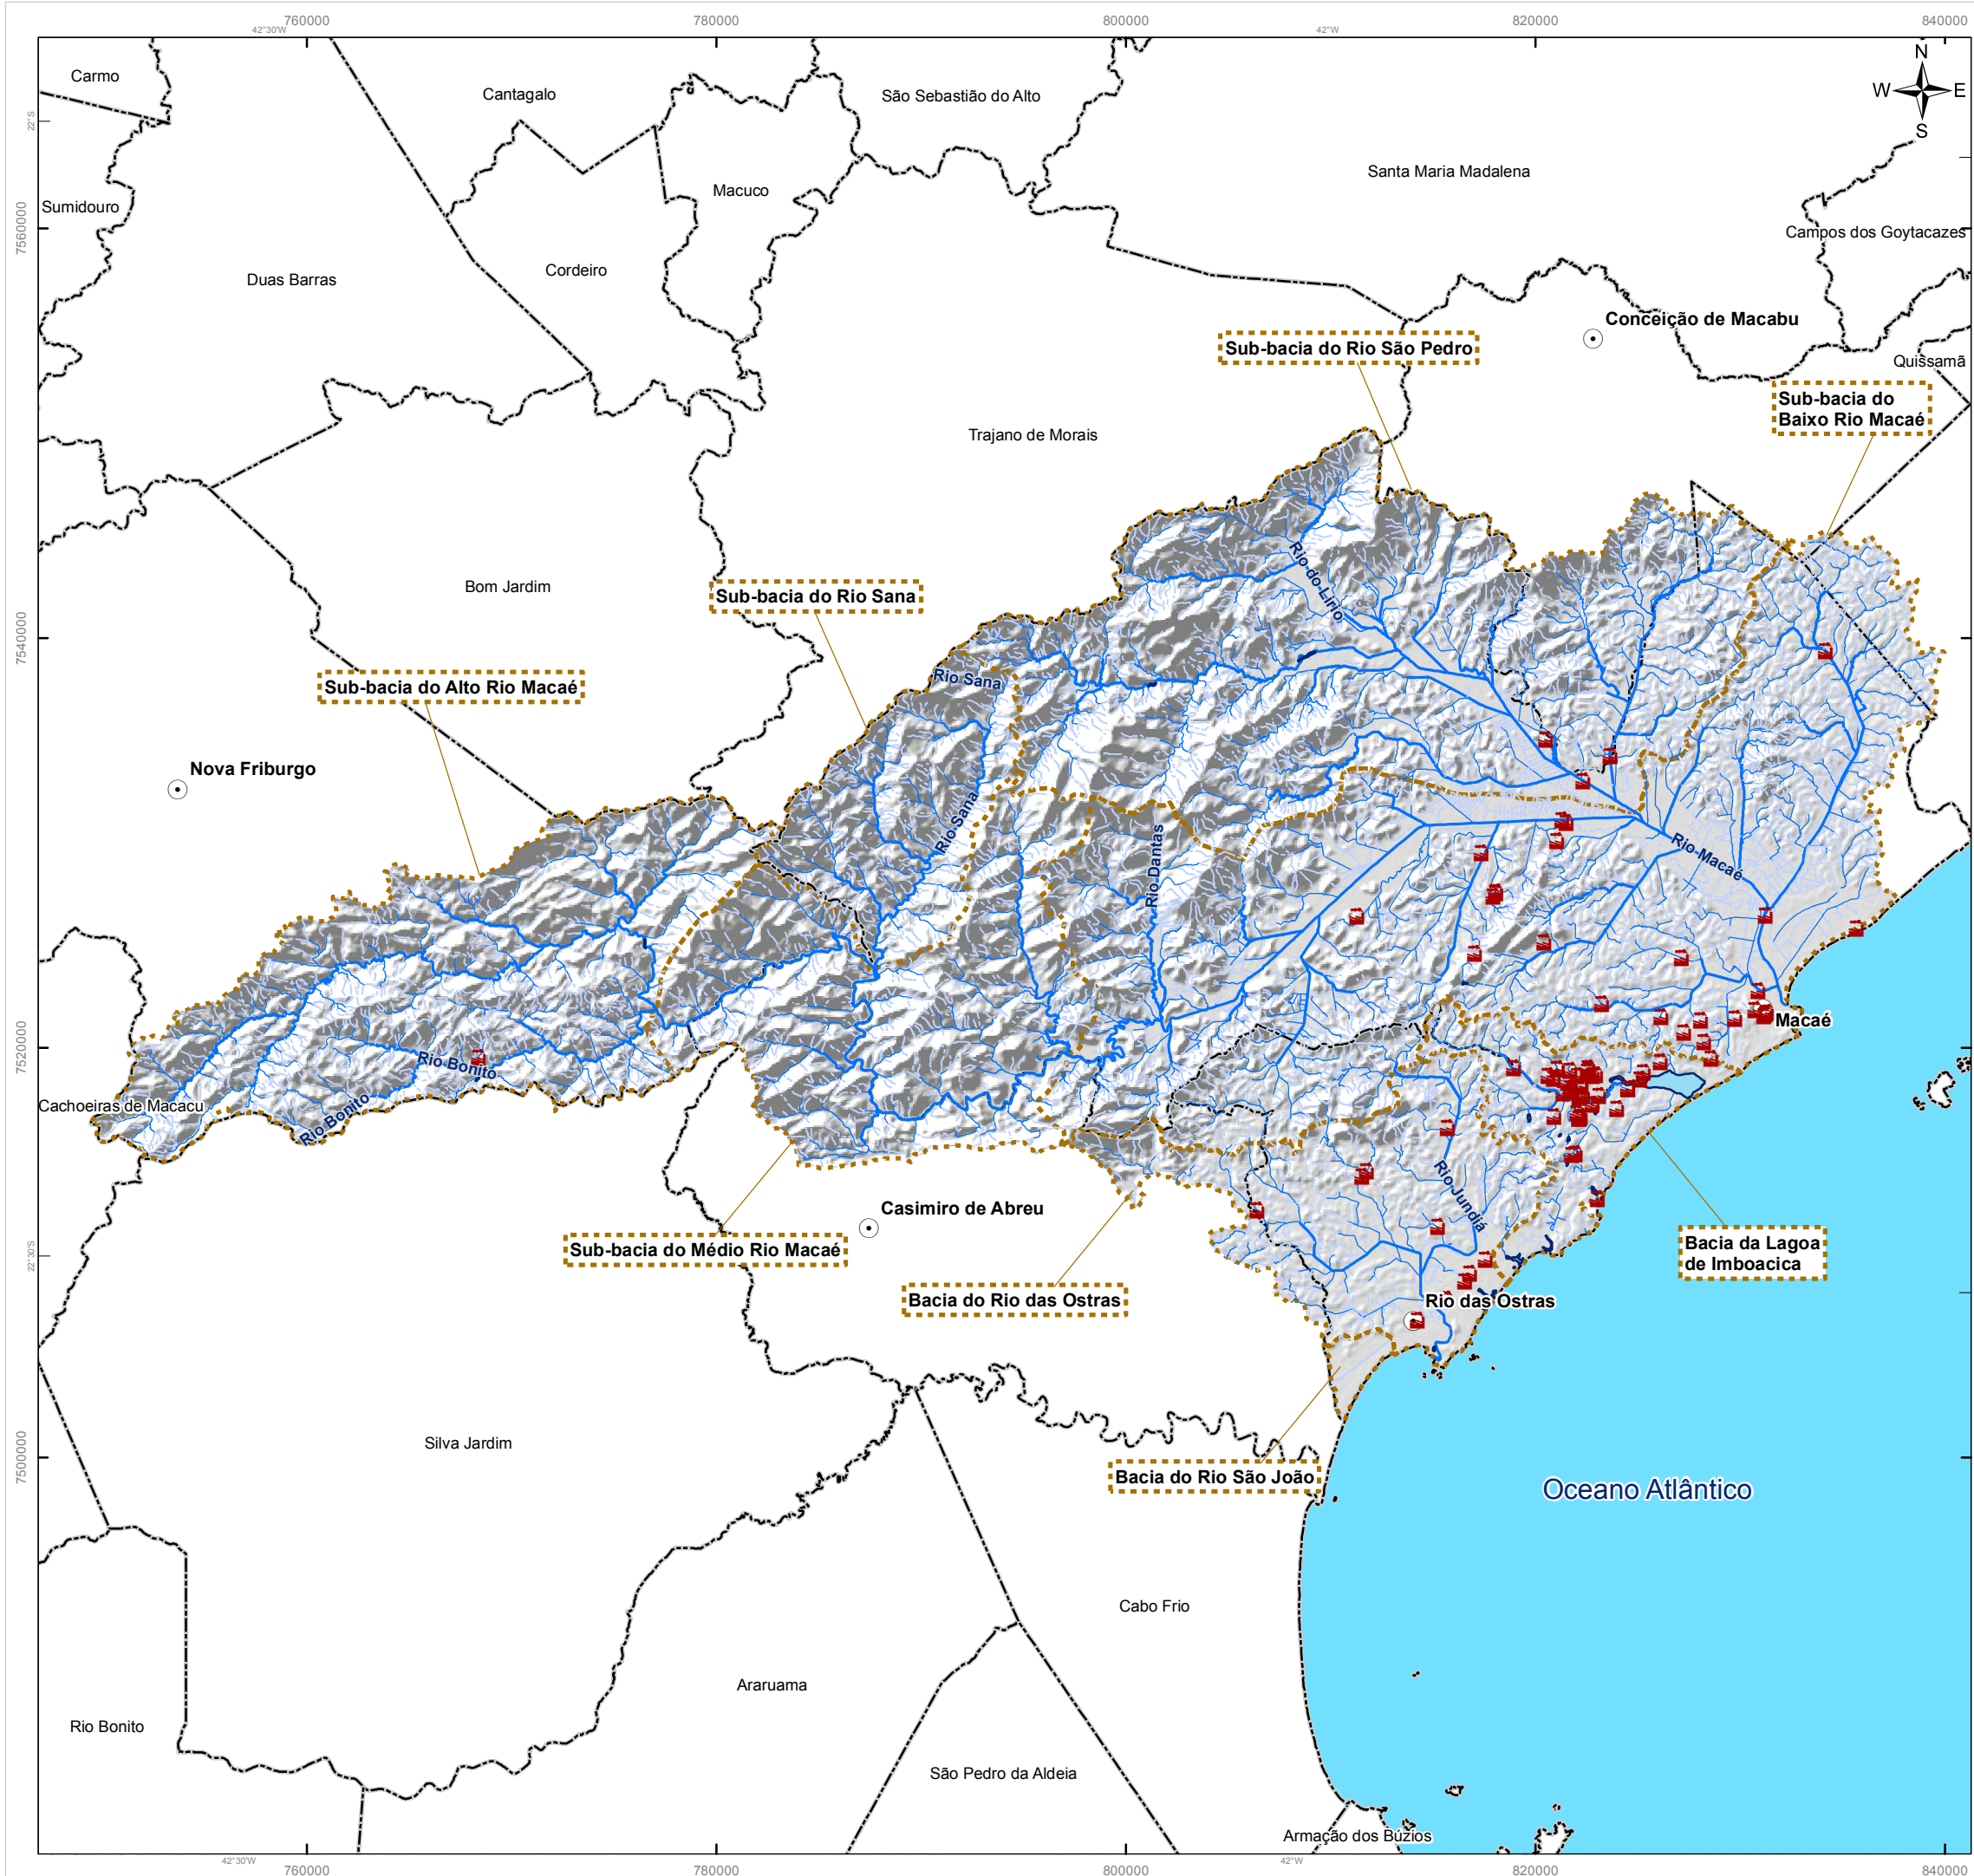 760000
780000
800000
820000
840000
42°30'W
42°W
N
W
E
S
Carmo
Cantagalo
São Sebastião do Alto
22°S
Santa Maria Madalena
Macuco
Sumidouro
7560000
Campos dos Goytacazes
Cordeiro
Duas Barras
Conceição de Macabu
Sub-bacia do Rio São Pedro
Quissamã
Sub-bacia do
Baixo Rio Macaé
Trajano de Morais
Rio do Lírio
Bom Jardim
Sub-bacia do Rio Sana
7540000
Rio Sana
Sub-bacia do Alto Rio Macaé
Nova Friburgo
Rio Sana
Rio Dantas
Rio Macaé
Macaé
7520000
Rio Bonito
Cachoeiras de Macacu
Rio Bonito
Rio Jundiá
Casimiro de Abreu
Sub-bacia do Médio Rio Macaé
Bacia da Lagoa
de Imboacica
22°30'S
Bacia do Rio das Ostras
Rio das Ostras
Silva Jardim
7500000
Bacia do Rio São João
Oceano Atlântico
Cabo Frio
Araruama
Rio Bonito
São Pedro da Aldeia
Armação dos Búzios
42°30'W
42°W
760000
780000
800000
820000
840000